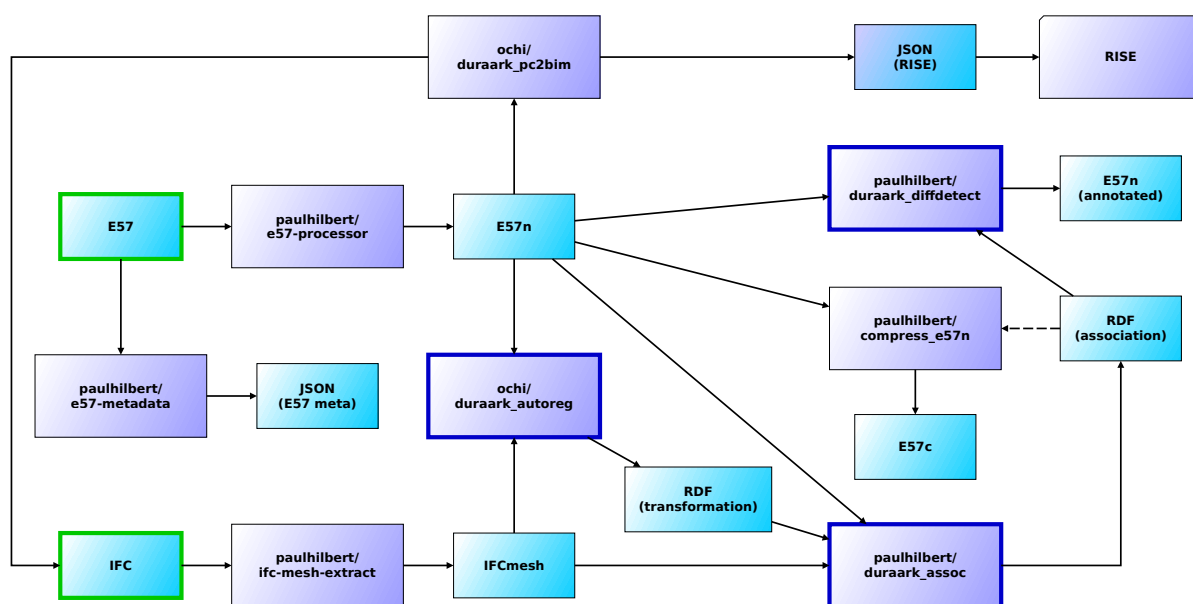 ochi/
duraark_pc2bim
JSON
(RISE)
RISE
E57
paulhilbert/
e57-processor
E57n
paulhilbert/
duraark_diffdetect
E57n
(annotated)
paulhilbert/
compress_e57n
RDF
(association)
paulhilbert/
e57-metadata
JSON
(E57 meta)
ochi/
duraark_autoreg
E57c
RDF
(transformation)
IFC
paulhilbert/
ifc-mesh-extract
IFCmesh
paulhilbert/
duraark_assoc